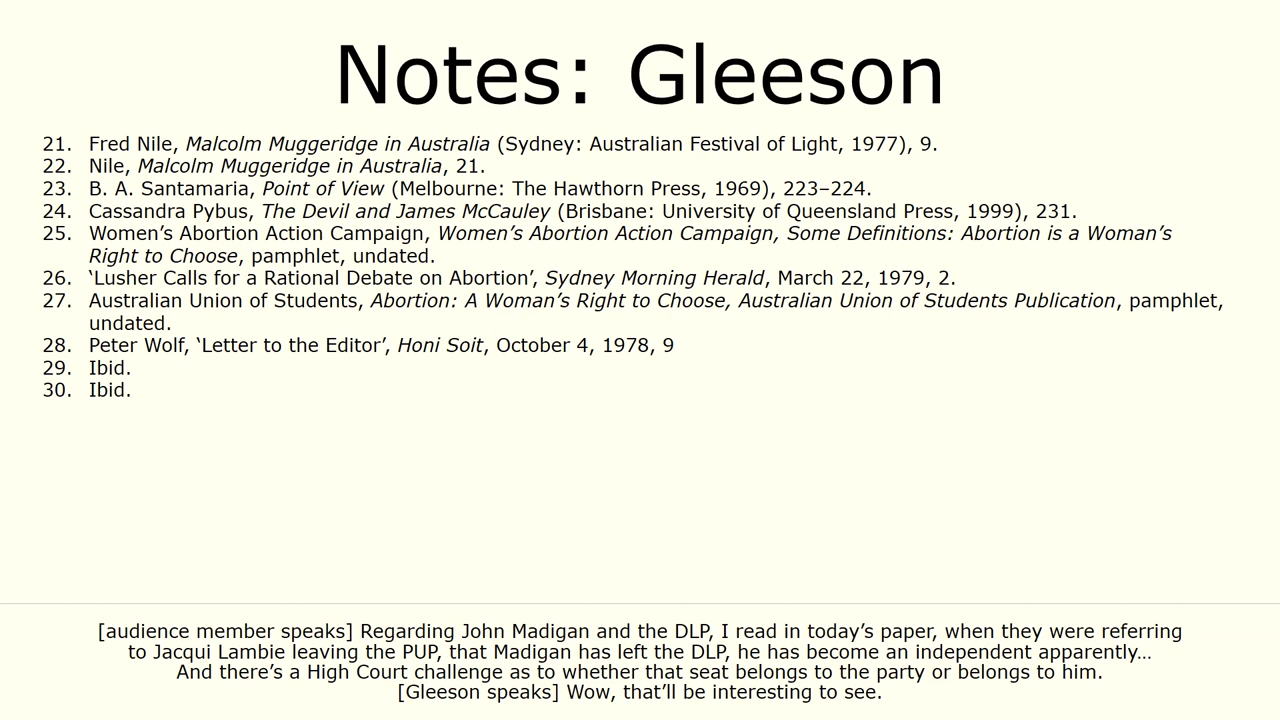 Notes: Gleeson
21. Fred Nile, Malcolm Muggeridge in Australia (Sydney: Australian Festival of Light, 1977), 9.
22. Nile, Malcolm Muggeridge in Australia, 21.
23. B. A. Santamaria, Point of View (Melbourne: The Hawthorn Press, 1969), 223–224.
24. Cassandra Pybus, The Devil and James McCauley (Brisbane: University of Queensland Press, 1999), 231.
25. Women’s Abortion Action Campaign, Women’s Abortion Action Campaign, Some Definitions: Abortion is a Woman’s
Right to Choose, pamphlet, undated.
26. ‘Lusher Calls for a Rational Debate on Abortion’, Sydney Morning Herald, March 22, 1979, 2.
27. Australian Union of Students, Abortion: A Woman’s Right to Choose, Australian Union of Students Publication, pamphlet,
undated.
28. Peter Wolf, ‘Letter to the Editor’, Honi Soit, October 4, 1978, 9
29. Ibid.
30. Ibid.
[audience member speaks] Regarding John Madigan and the DLP, I read in today’s paper, when they were referring
to Jacqui Lambie leaving the PUP, that Madigan has left the DLP, he has become an independent apparently…
And there’s a High Court challenge as to whether that seat belongs to the party or belongs to him.
[Gleeson speaks] Wow, that’ll be interesting to see.